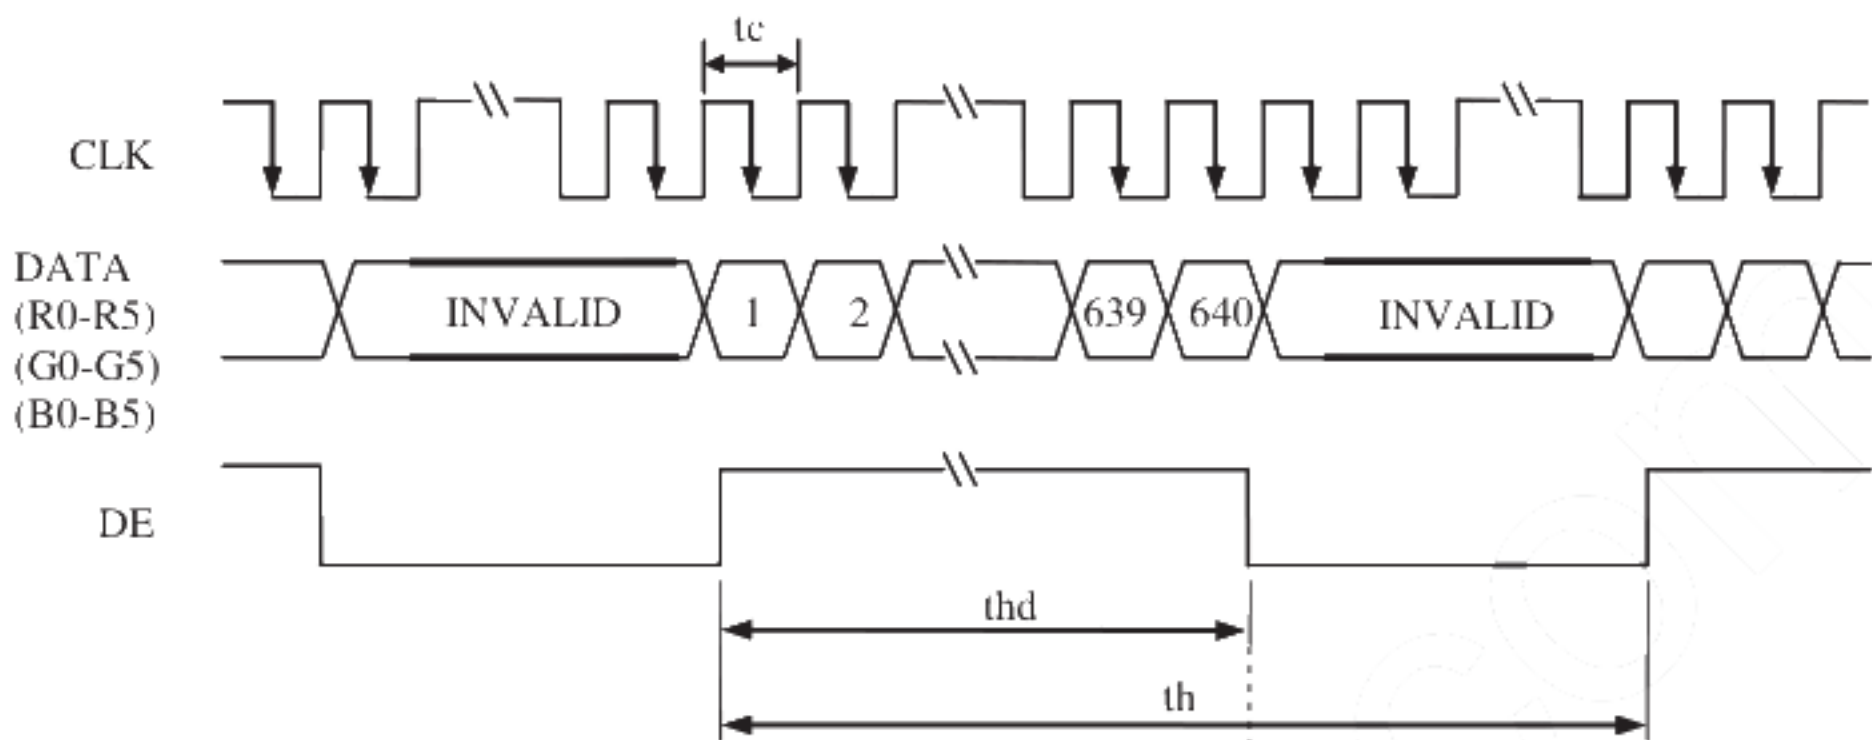 tc
CLK
DATA
(R0-R5)
(G0-G5)
(B0-B5)
INVALID 1 2 639 640 INVALID
DE
thd
th